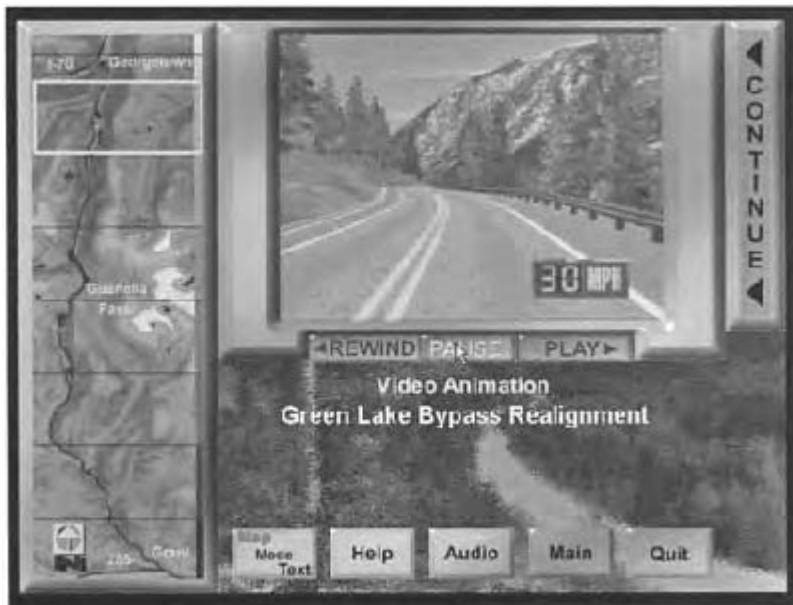 I-70 Georgetown
Guanella
Pass
285 Grant
30 MPH
CONTINUE
REWIND PAUSE PLAY
Video Animation
Green Lake Bypass Realignment
Map
Mode
Text
Help
Audio
Main
Quit
N